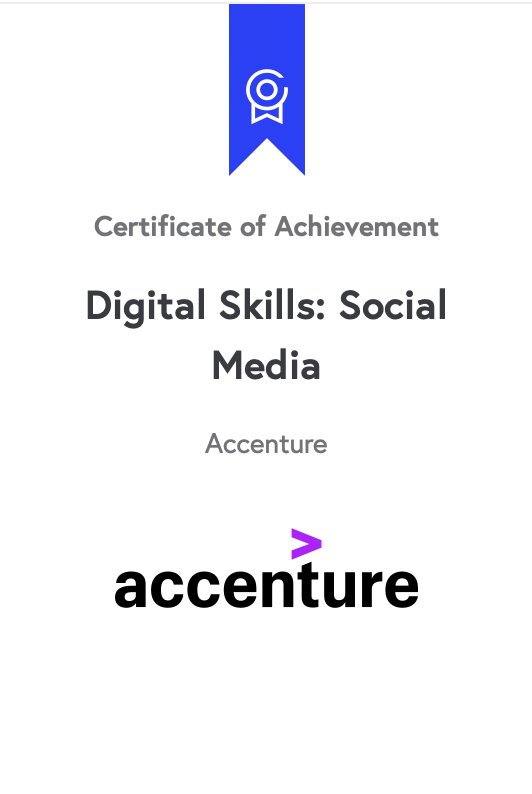 Certificate of Achievement
Digital Skills: Social
Media
Accenture
accenture